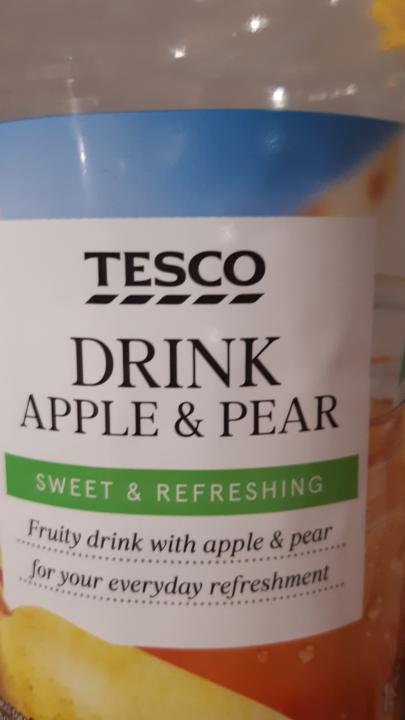 TESCO
DRINK
APPLE & PEAR
SWEET & REFRESHING
Fruity drink with apple & pear
for your everyday refreshment